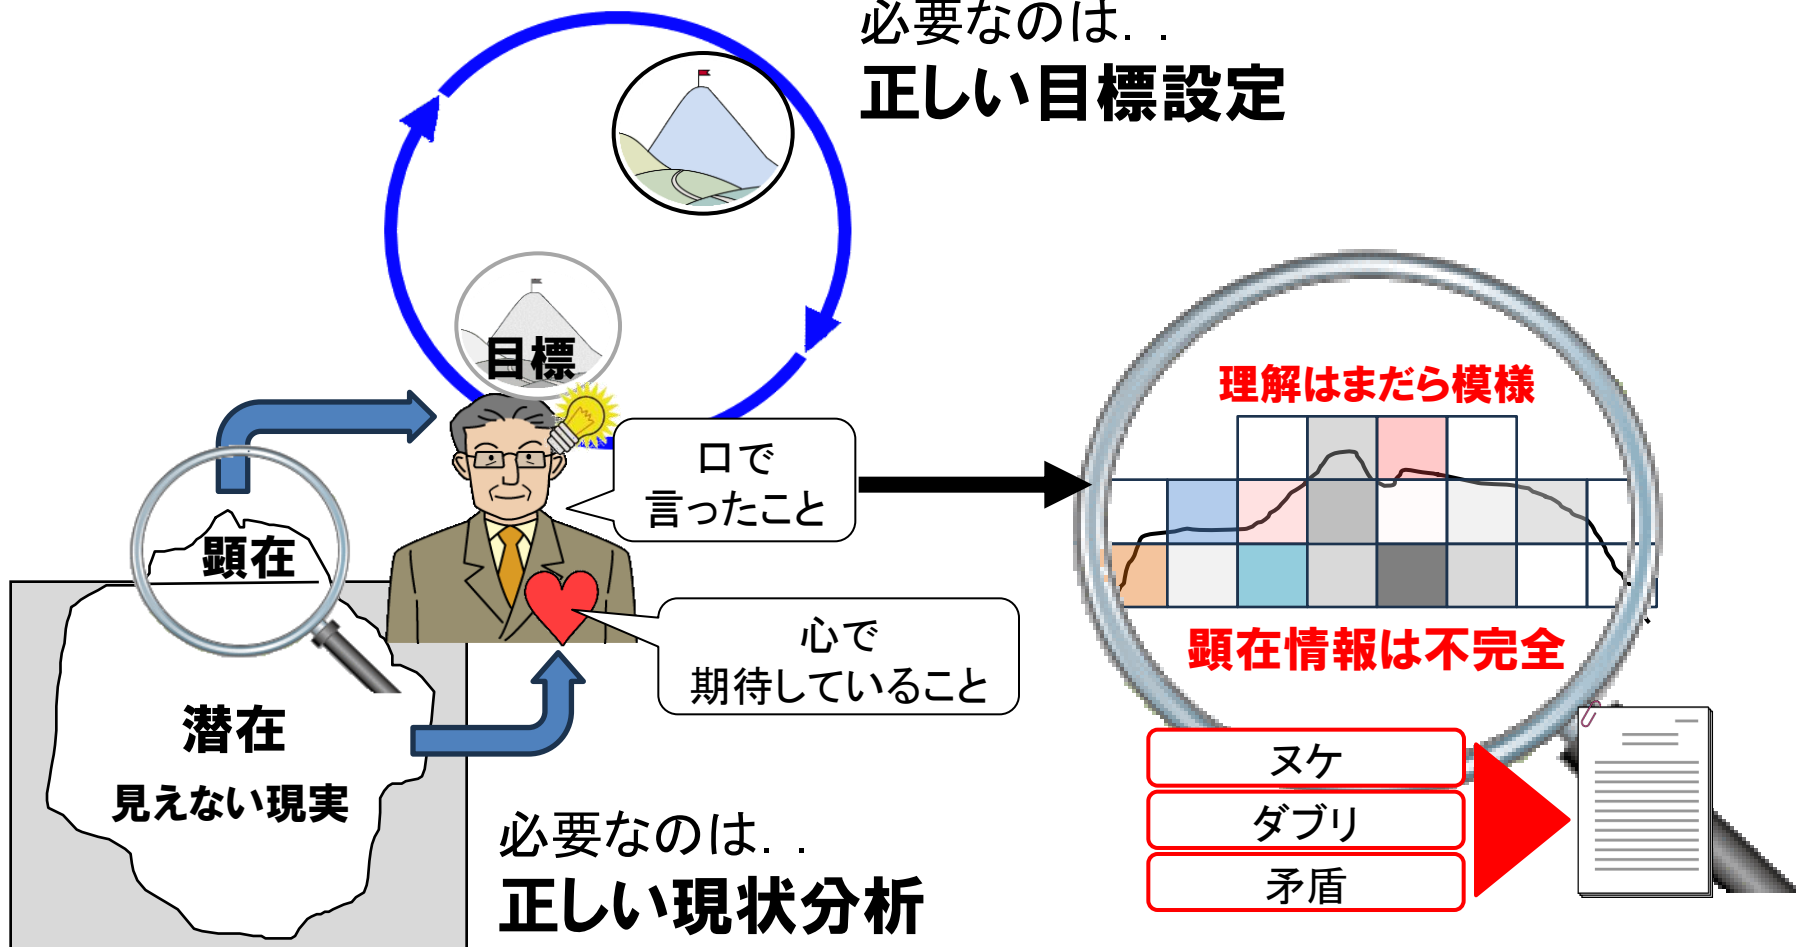 必要なのは．．
正しい目標設定
目標
口で
言ったこと
顕在
心で
期待していること
潜在
見えない現実
必要なのは．．
正しい現状分析
理解はまだら模様
顕在情報は不完全
ヌケ
ダブリ
矛盾